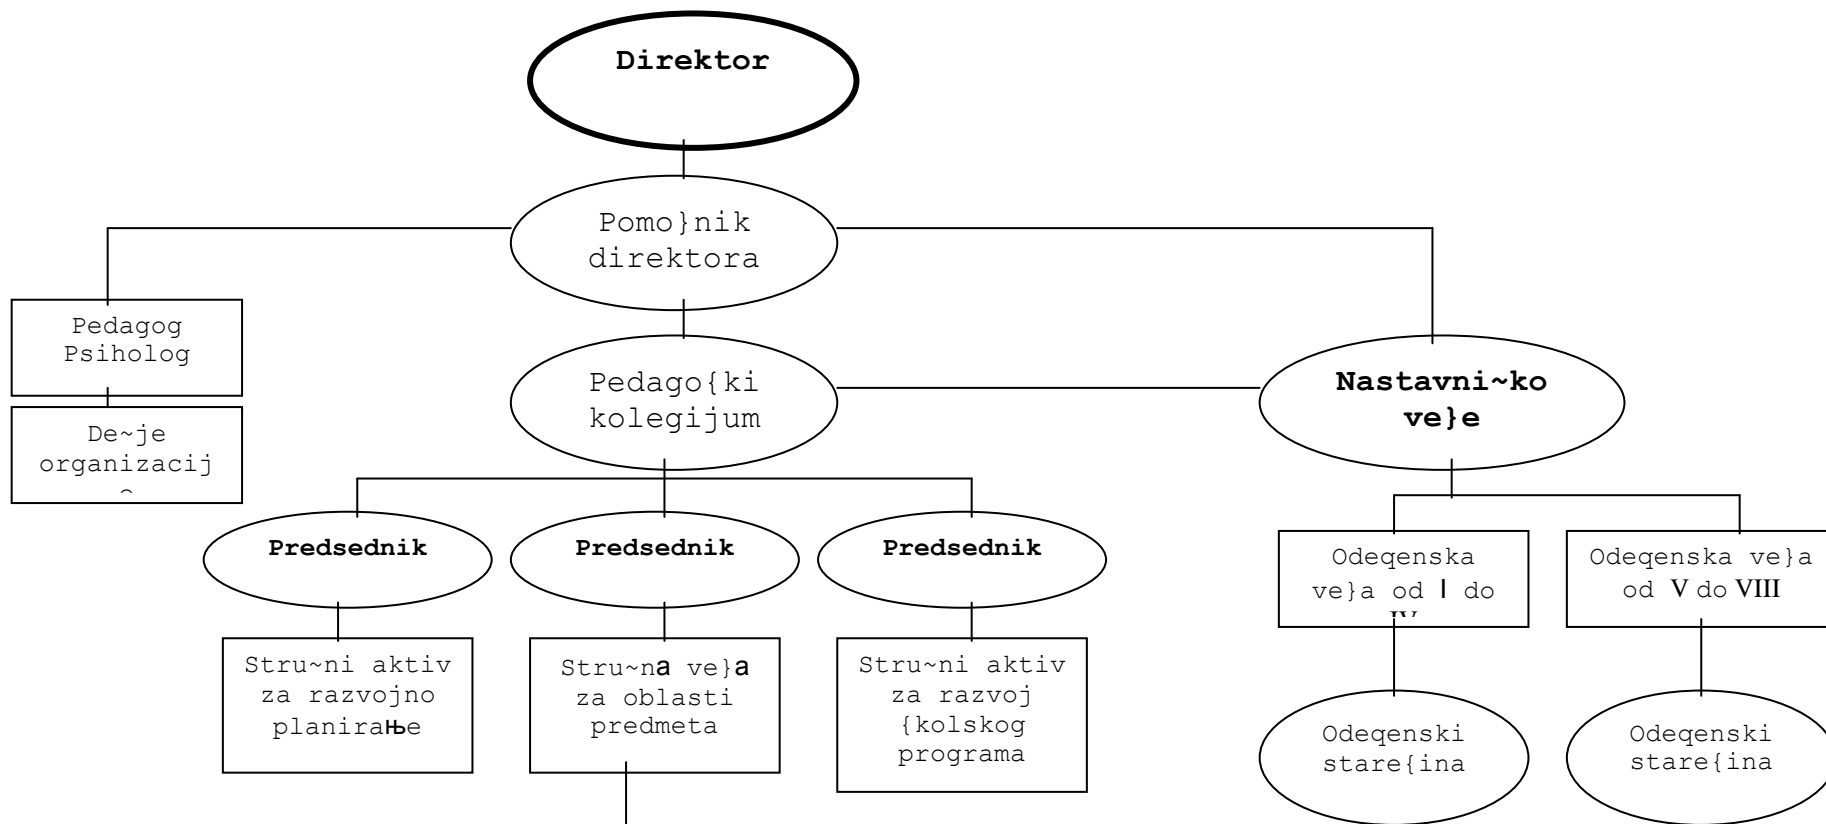 Direktor
Pomo}nik
direktora
Pedagog
Psiholog
De~je
organizacij
Pedago{ki
kolegijum
Nastavni~ko
ve}e
Predsednik
Predsednik
Predsednik
Stru~ni aktiv
za razvojno
planiraњe
Stru~na ve}a
za oblasti
predmeta
Stru~ni aktiv
za razvoj
{kolskog
programa
Odeqenska
ve}a od I do
IV
Odeqenska ve}a
od V do VIII
Odeqenski
stare{ina
Odeqenski
stare{ina